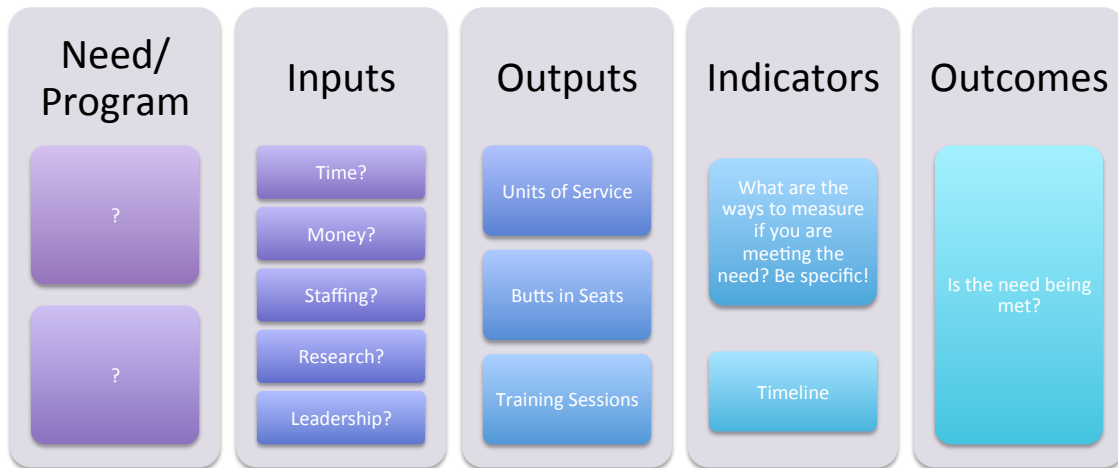 Need/
Program
?
?
Inputs
Time?
Money?
Staffing?
Research?
Leadership?
Outputs
Units of Service
Butts in Seats
Training Sessions
Indicators
What are the
ways to measure
if you are
meeting the
need? Be specific!
Timeline
Outcomes
Is the need being
met?